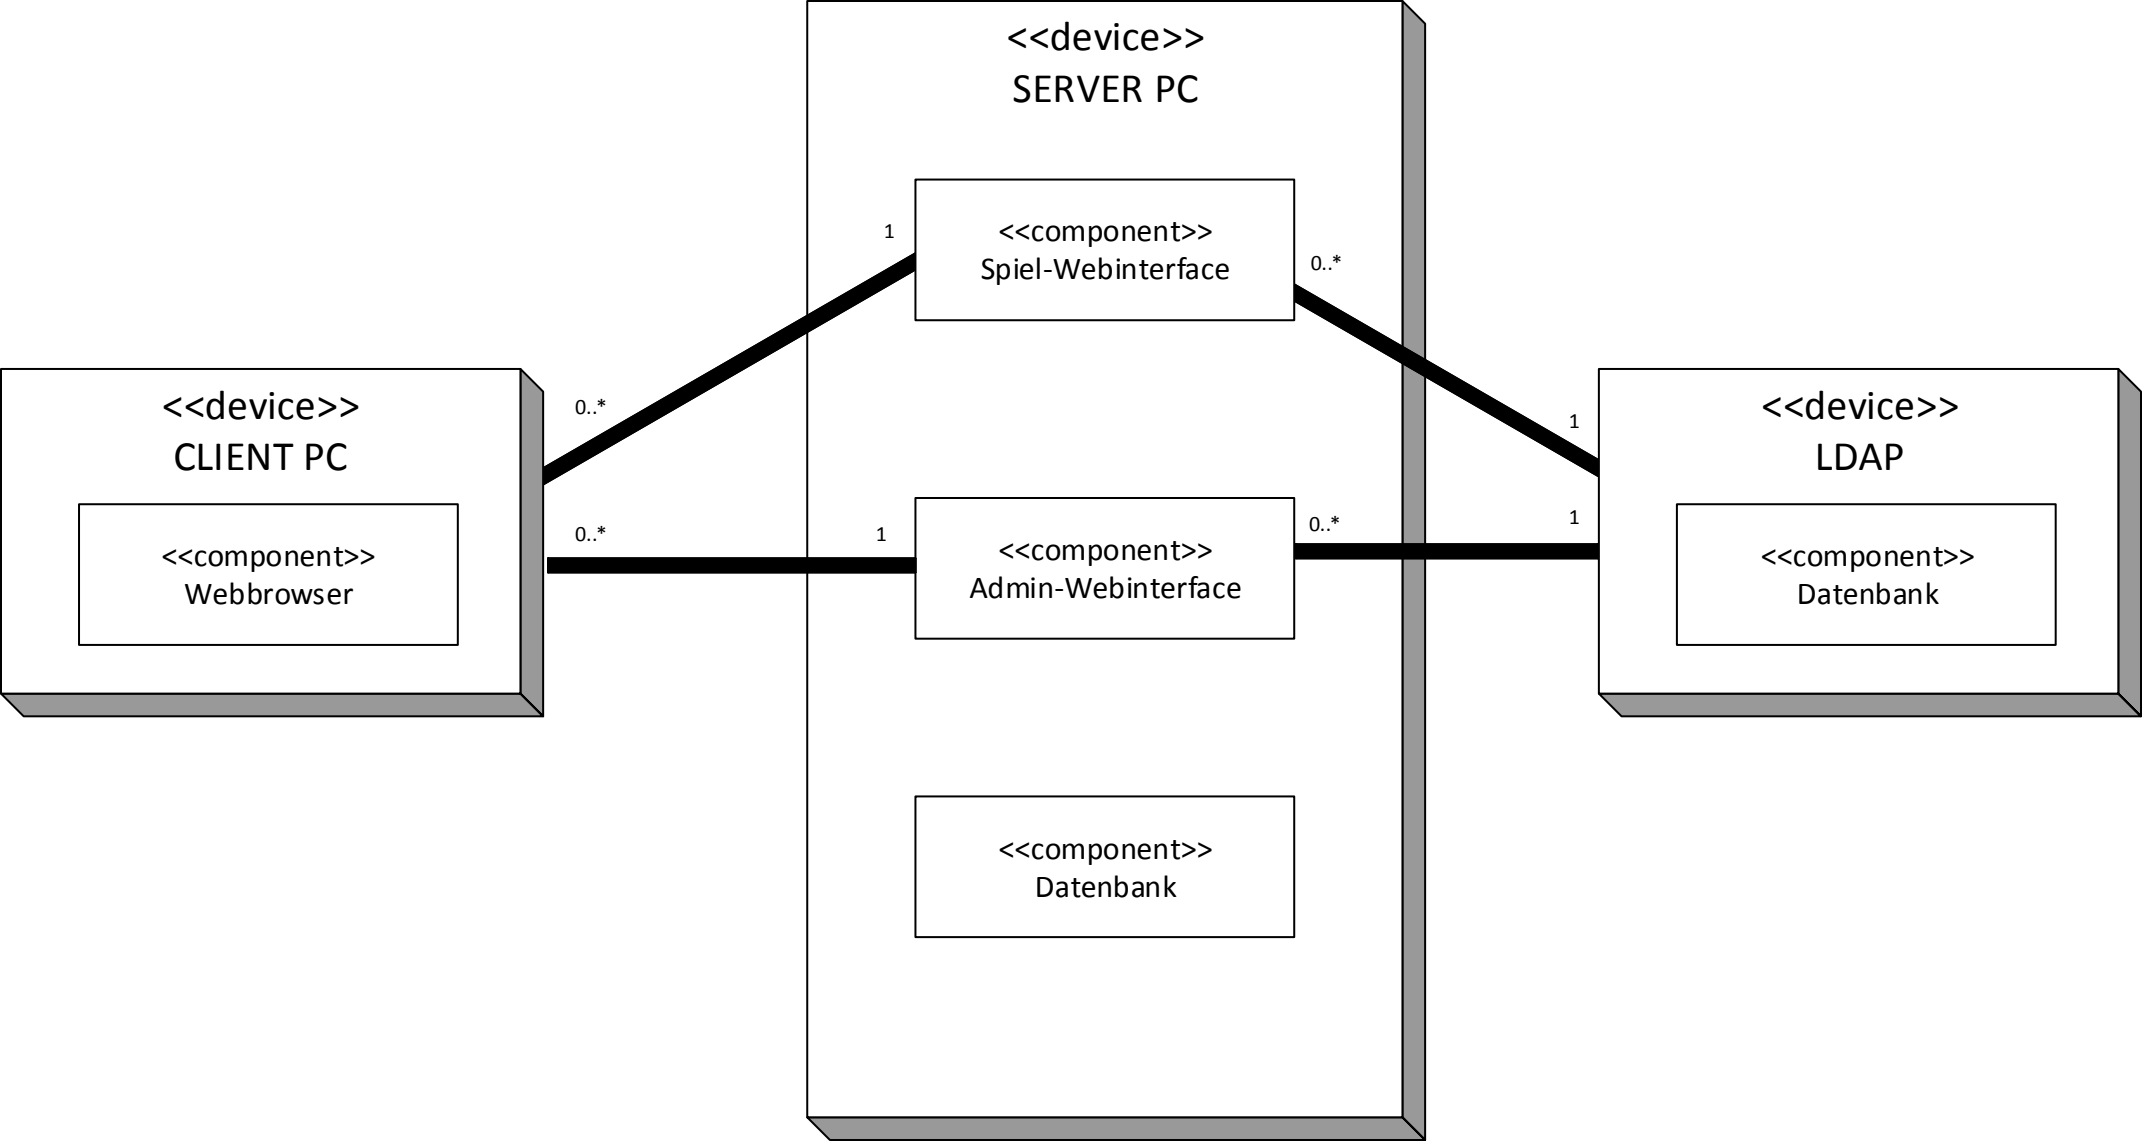 <<device>>
SERVER PC
<<component>>
Spiel-Webinterface
1
0..*
0..*
1
<<device>>
CLIENT PC
<<component>>
Webbrowser
0..*
1
<<component>>
Admin-Webinterface
0..*
1
<<device>>
LDAP
<<component>>
Datenbank
<<component>>
Datenbank